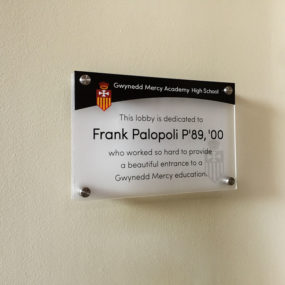 Gwynedd Mercy Academy High School
This lobby is dedicated to
Frank Palopoli P'89, '00
who worked so hard to provide
a beautiful entrance to a
Gwynedd Mercy education.